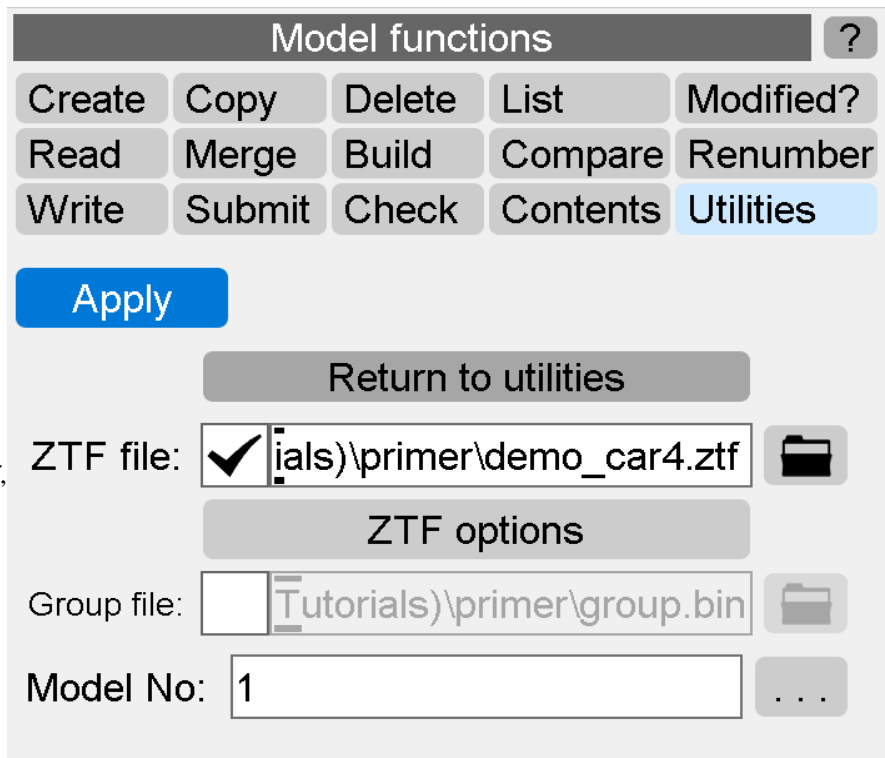 Model functions ?
Create Copy Delete List Modified?
Read Merge Build Compare Renumber
Write Submit Check Contents Utilities
Apply
Return to utilities
ZTF file: ials)\primer\demo_car4.ztf
,
ZTF options
Group file: Tutorials)\primer\group.bin
Model No: 1 ...